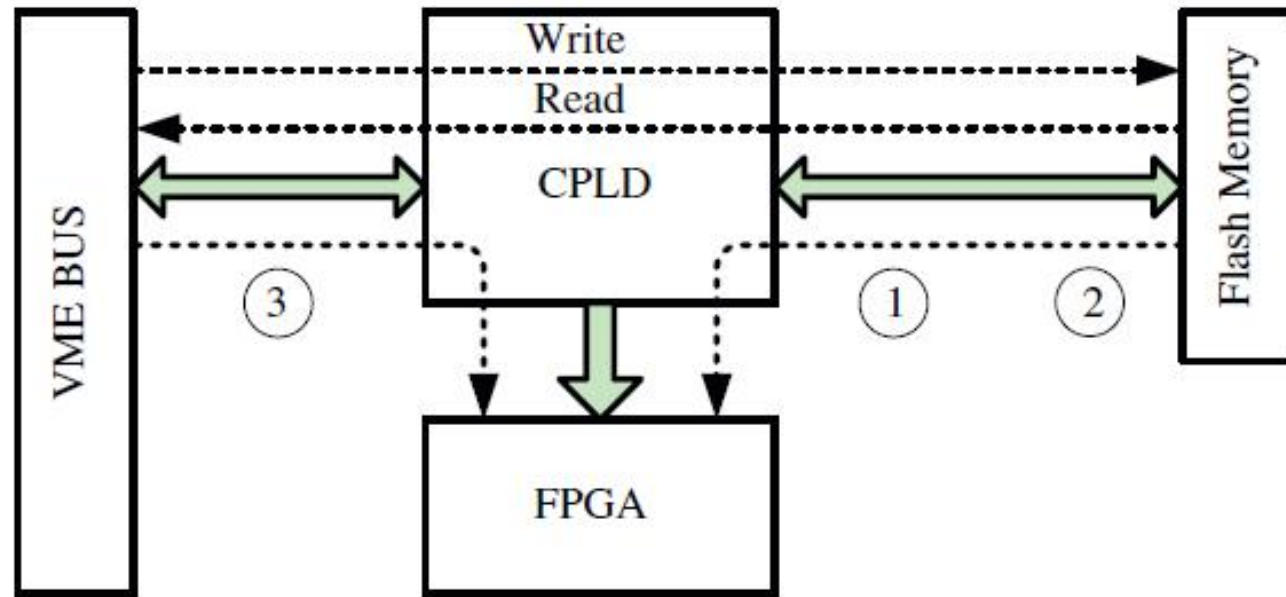 Write
Read
CPLD
VME BUS
Flash Memory
3
1
2
FPGA